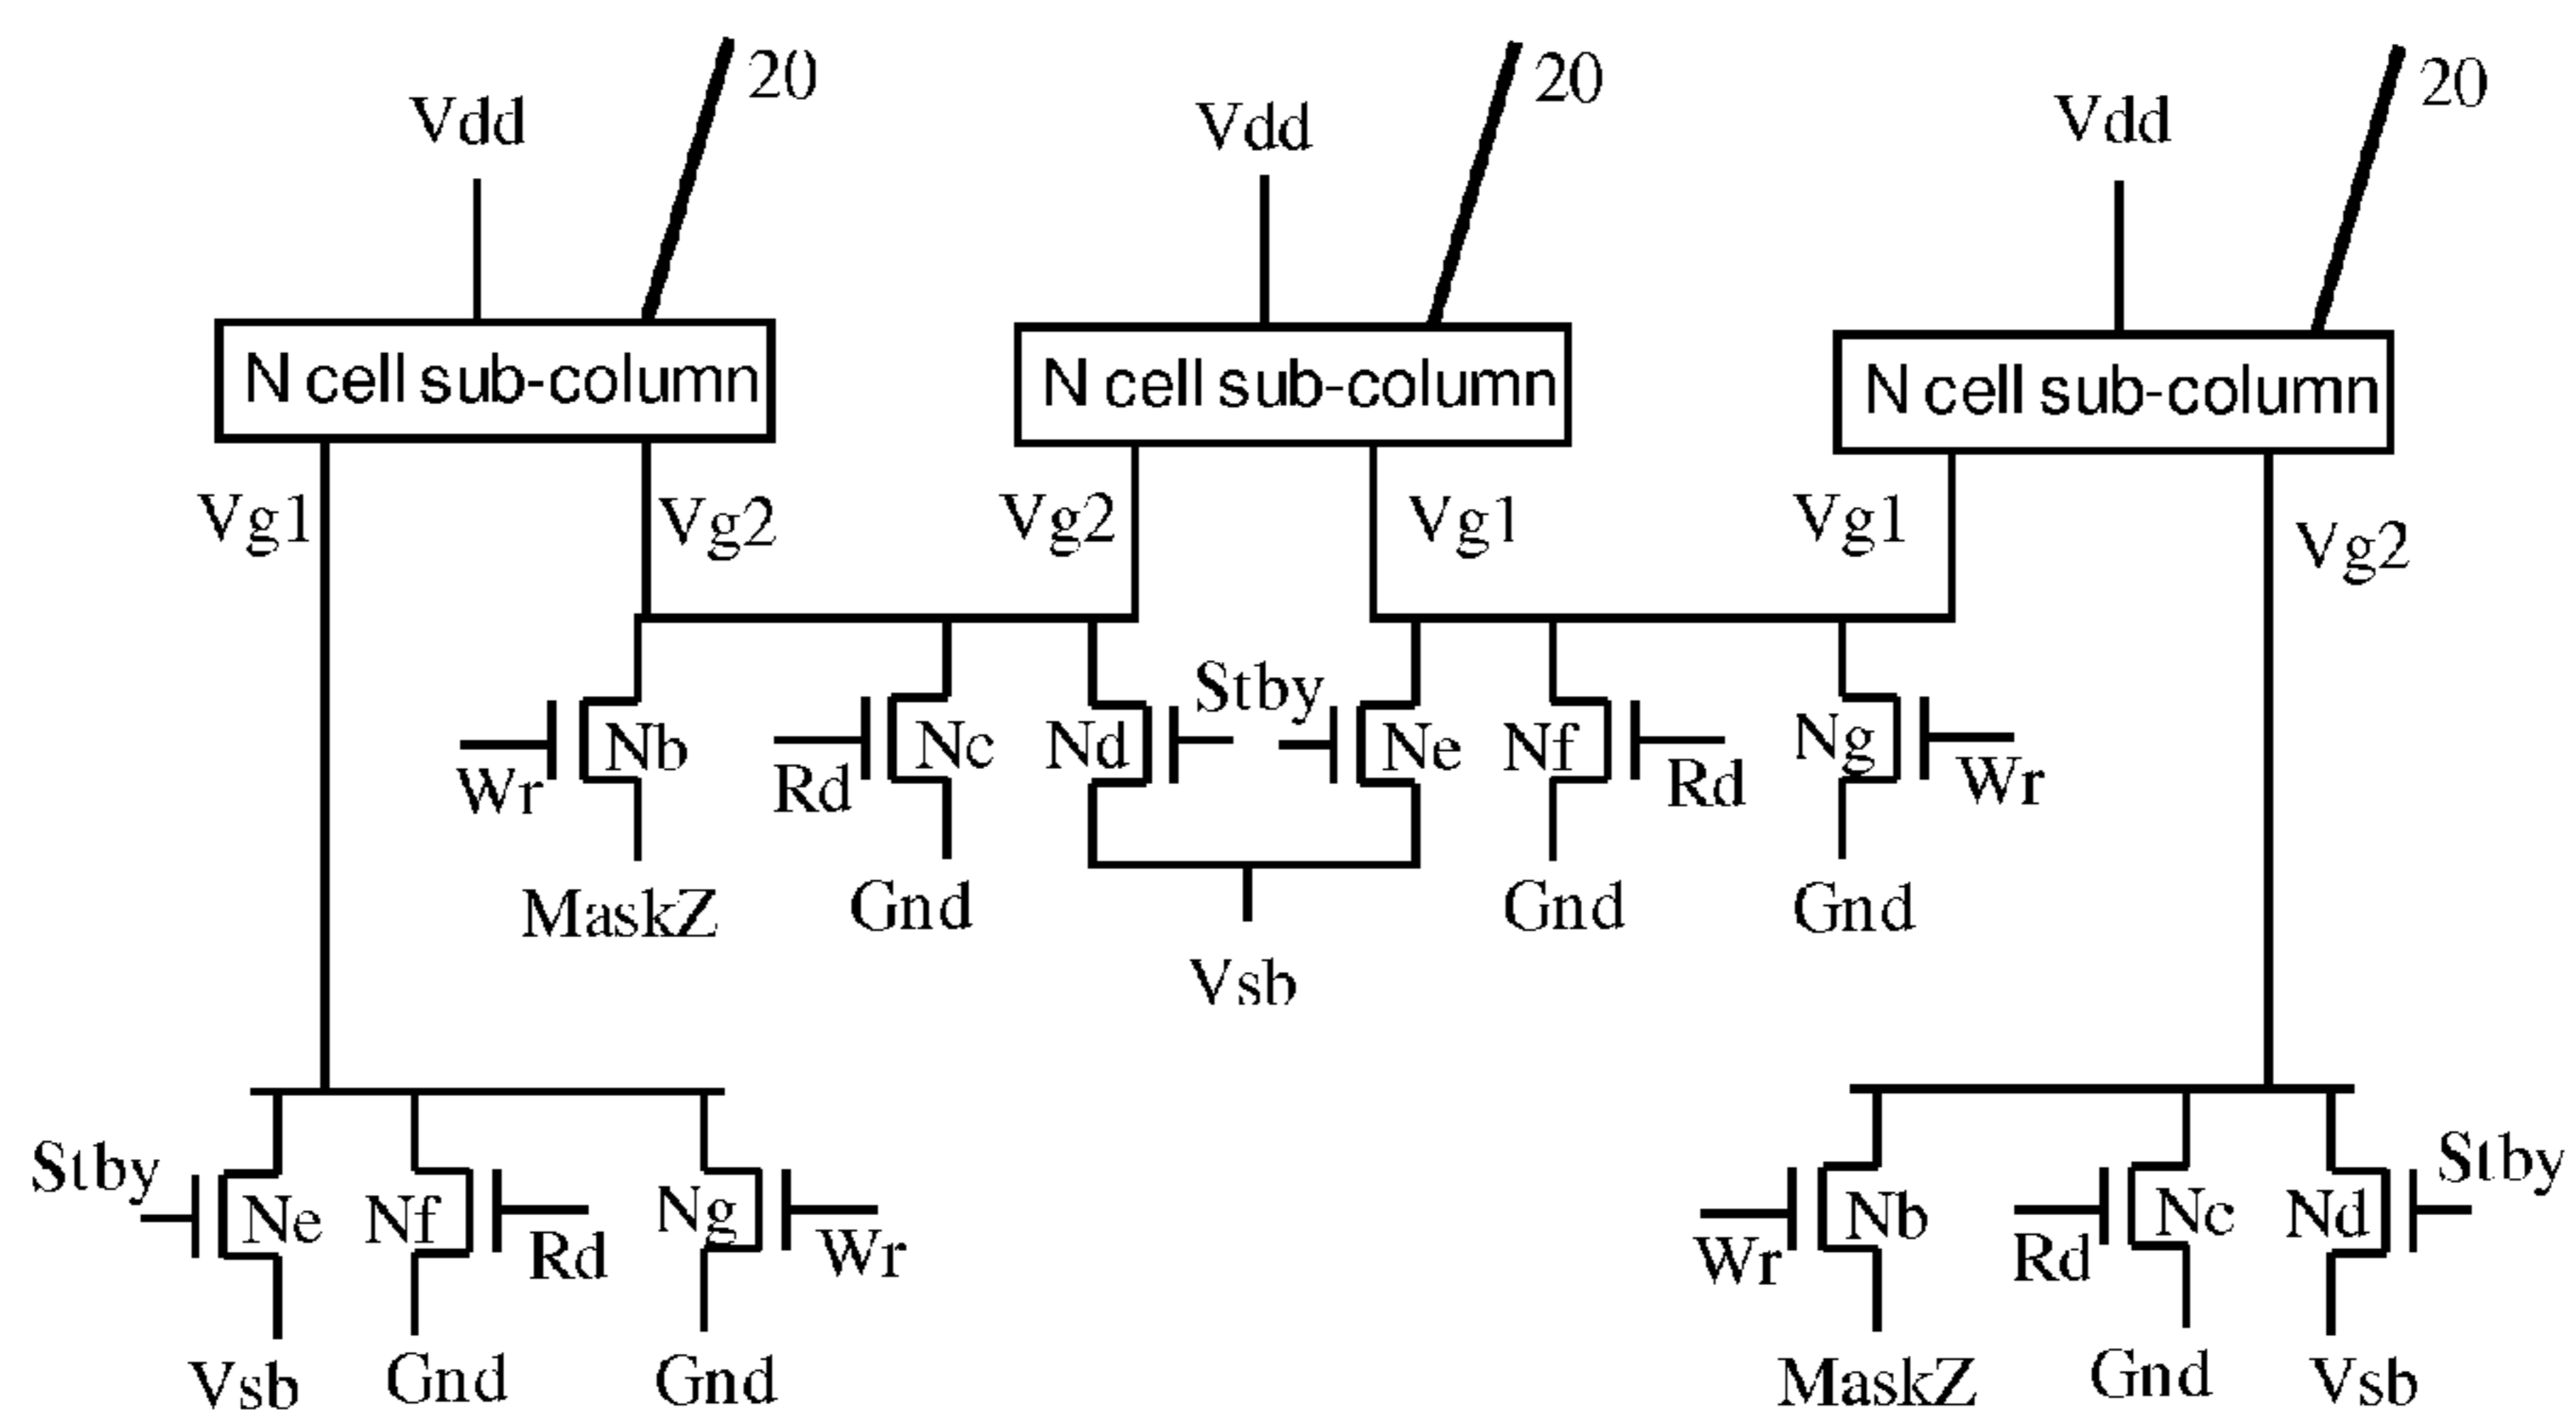 20 20 20
Vdd Vdd Vdd
N cell sub-column N cell sub-column N cell sub-column
Vg1 Vg2 Vg2 Vg1 Vg1 Vg2
Stby
Nb Nc Nd Ne Nf Ng
Wr Rd Rd Wr
MaskZ Gnd Gnd Gnd
Vsb
Stby Stby
Ne Nf Ng Nb Nc Nd
Rd Wr Wr Rd
Vsb Gnd Gnd MaskZ Gnd Vsb